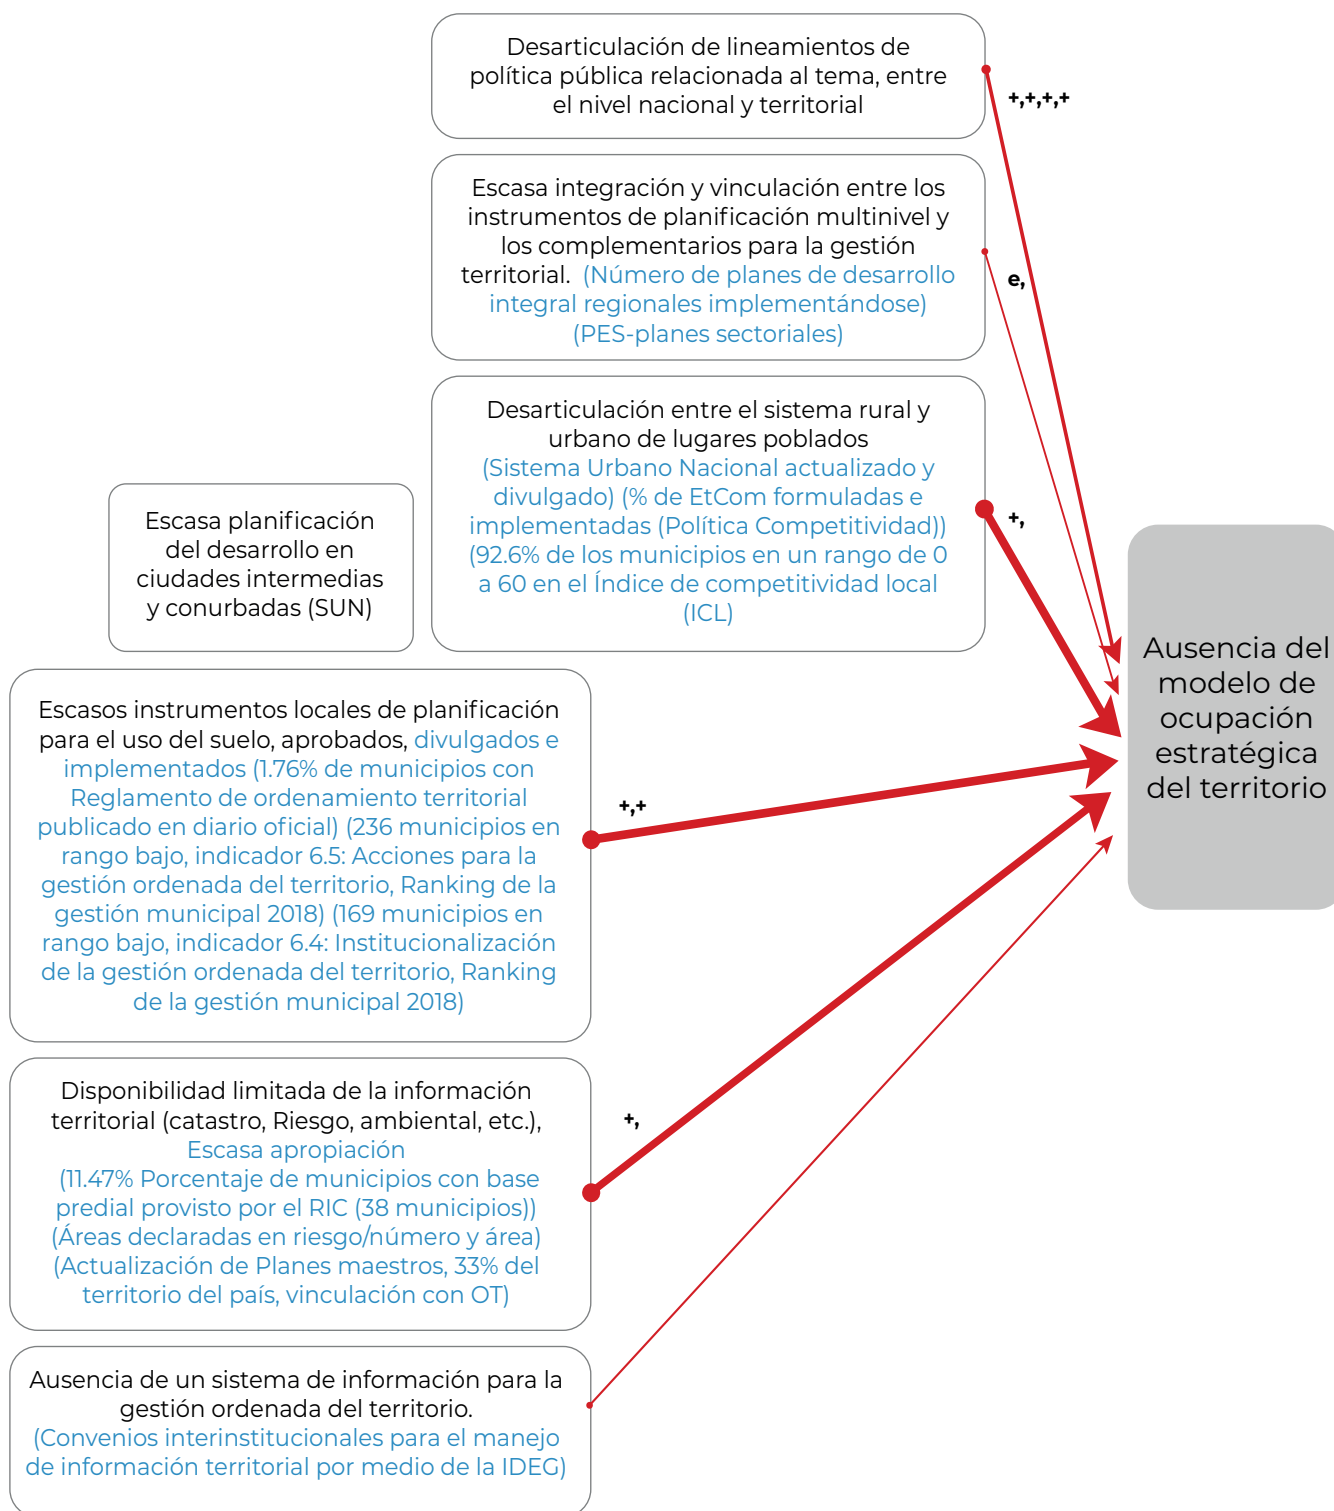 Desarticulación de lineamientos de
política pública relacionada al tema, entre
el nivel nacional y territorial
+,+,+,+
Escasa integración y vinculación entre los
instrumentos de planificación multinivel y
los complementarios para la gestión
territorial. (Número de planes de desarrollo
integral regionales implementándose)
(PES-planes sectoriales)
e,
Desarticulación entre el sistema rural y
urbano de lugares poblados
(Sistema Urbano Nacional actualizado y
divulgado) (% de EtCom formuladas e
implementadas (Política Competitividad))
(92.6% de los municipios en un rango de 0
a 60 en el Índice de competitividad local
(ICL)
+,
Escasa planificación
del desarrollo en
ciudades intermedias
y conurbadas (SUN)
Ausencia del
modelo de
ocupación
estratégica
del territorio
Escasos instrumentos locales de planificación
para el uso del suelo, aprobados, divulgados e
implementados (1.76% de municipios con
Reglamento de ordenamiento territorial
publicado en diario oficial) (236 municipios en
rango bajo, indicador 6.5: Acciones para la
gestión ordenada del territorio, Ranking de la
gestión municipal 2018) (169 municipios en
rango bajo, indicador 6.4: Institucionalización
de la gestión ordenada del territorio, Ranking
de la gestión municipal 2018)
+,+
Disponibilidad limitada de la información
territorial (catastro, Riesgo, ambiental, etc.),
Escasa apropiación
(11.47% Porcentaje de municipios con base
predial provisto por el RIC (38 municipios))
(Áreas declaradas en riesgo/número y área)
(Actualización de Planes maestros, 33% del
territorio del país, vinculación con OT)
+,
Ausencia de un sistema de información para la
gestión ordenada del territorio.
(Convenios interinstitucionales para el manejo
de información territorial por medio de la IDEG)